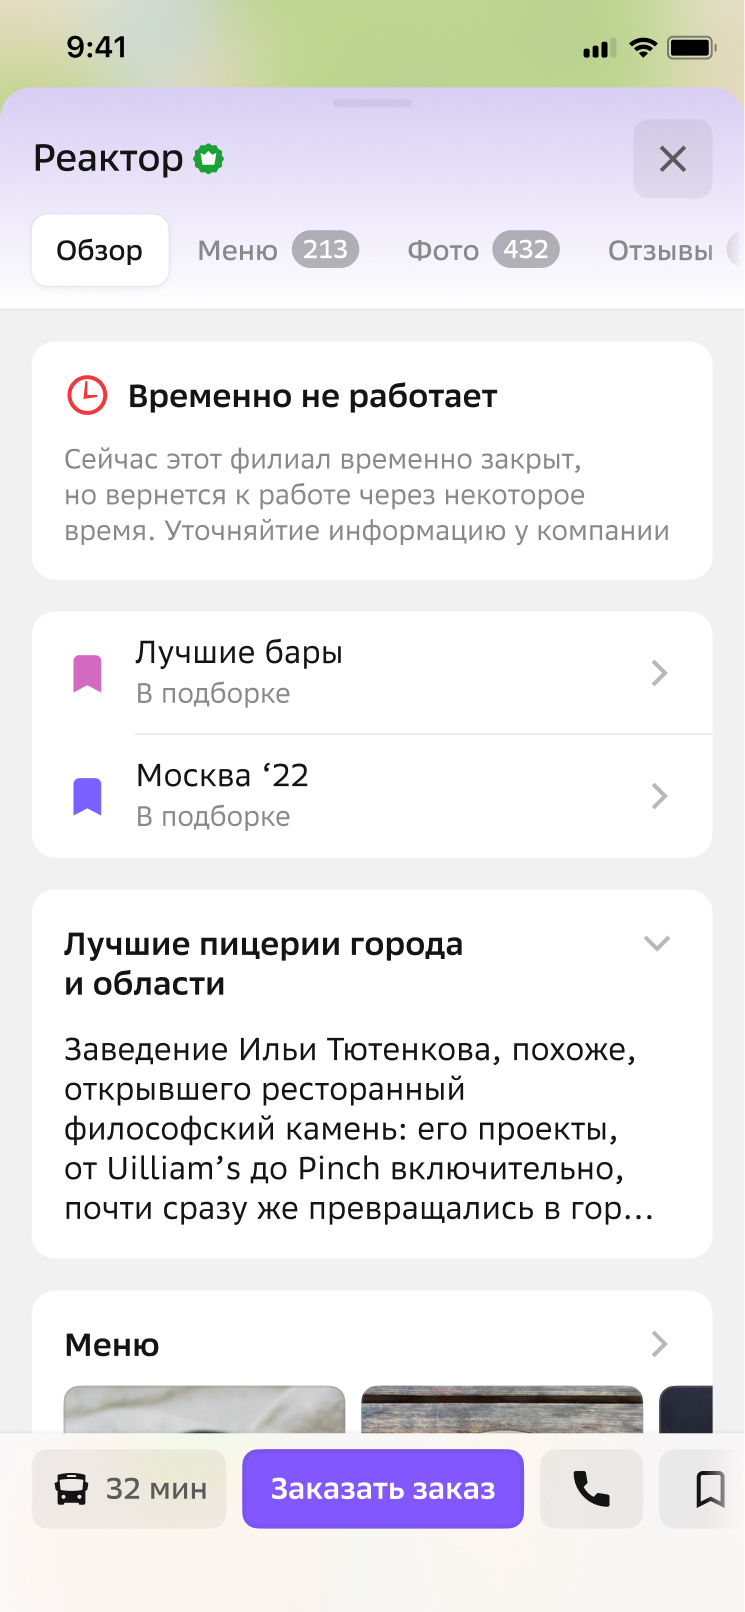 9:41
Реактор
Обзор
Меню 213
Фото 432
Отзывы
Временно не работает
Сейчас этот филиал временно закрыт,
но вернется к работе через некоторое
время. Уточняйтие информацию у компании
Лучшие бары
В подборке
Москва ‘22
В подборке
Лучшие пицерии города
и области
Заведение Ильи Тютенкова, похоже,
открывшего ресторанный
философский камень: его проекты,
от Uilliam’s до Pinch включительно,
почти сразу же превращались в гор...
Меню
32 мин
Заказать заказ